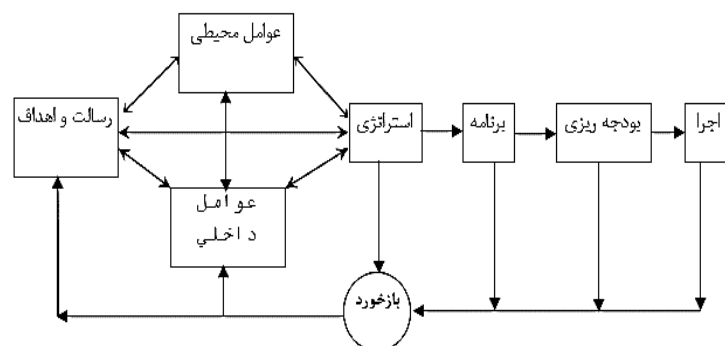 عوامل محیطی
رسالت و اهداف
استراتژی
برنامه
بودجه ریزی
اجرا
عوامل
داخلي
بازخورد